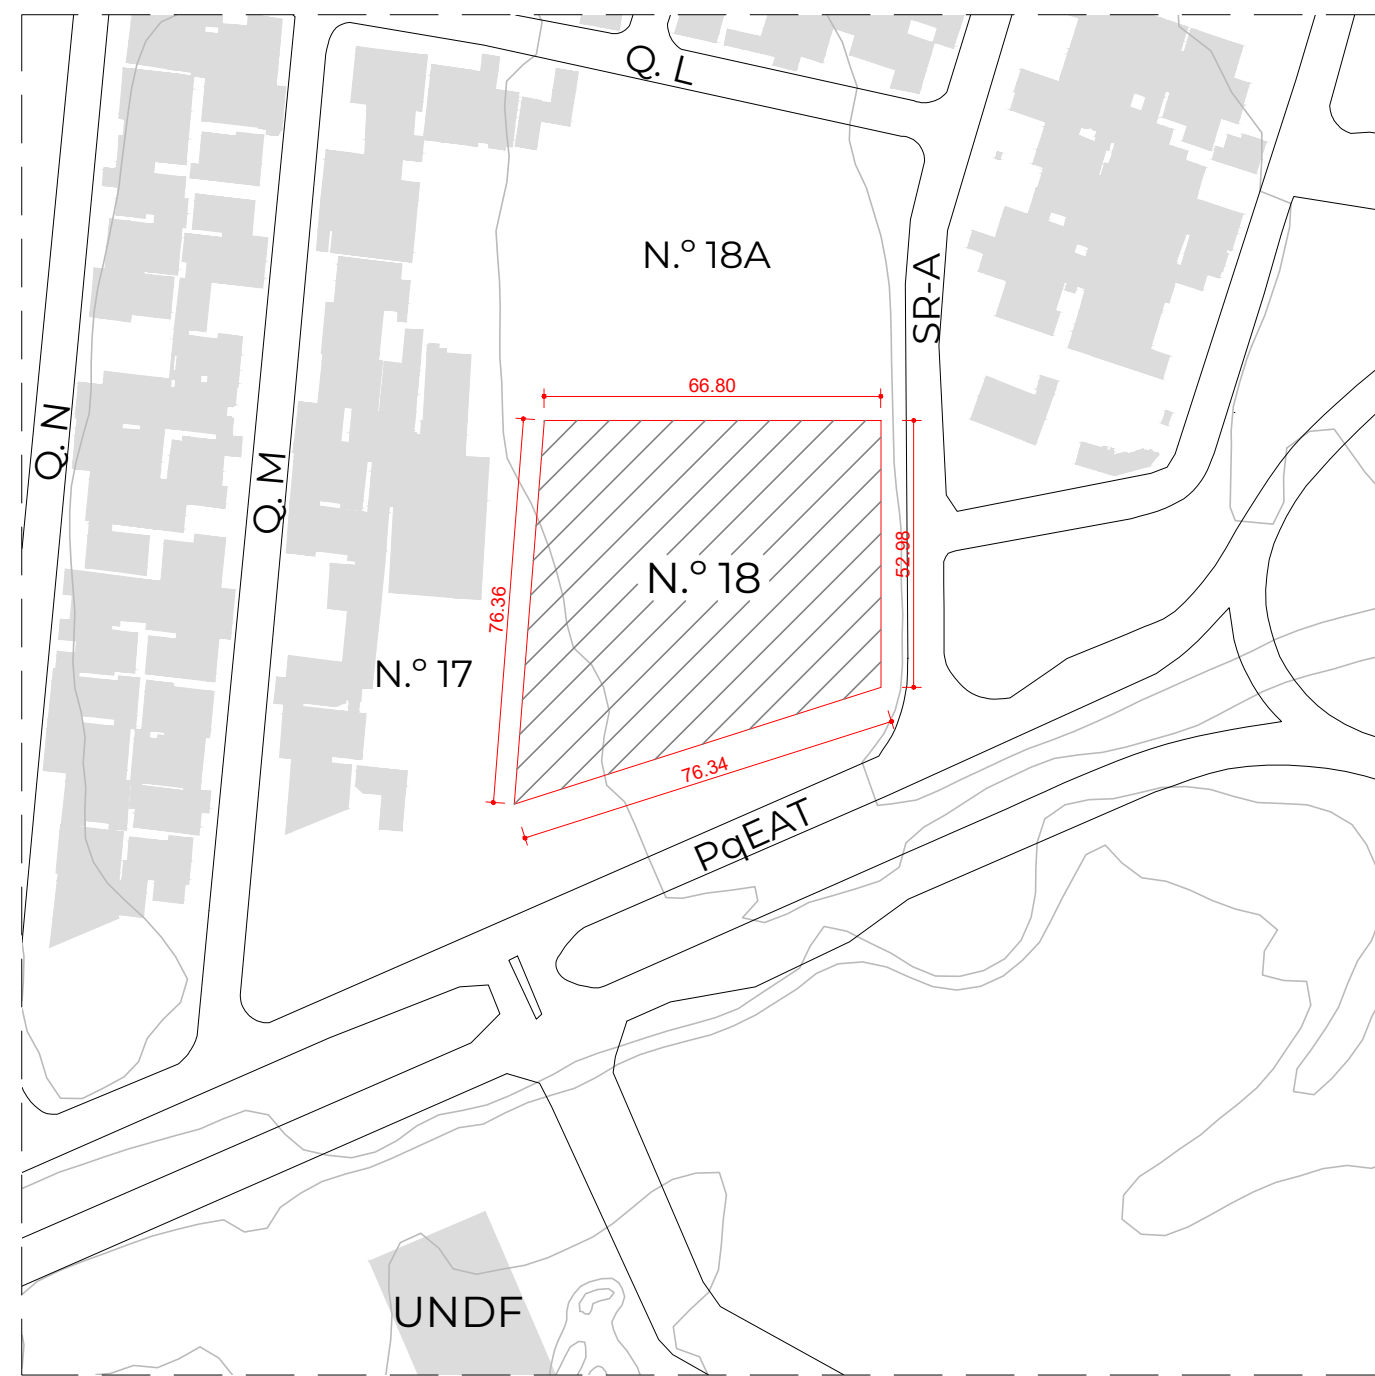 Q. L
N.º 18A
SR-A
66.80
Q. N
Q. M
52.98
N.º 18
76.36
N.º 17
76.34
PqEAT
UNDF